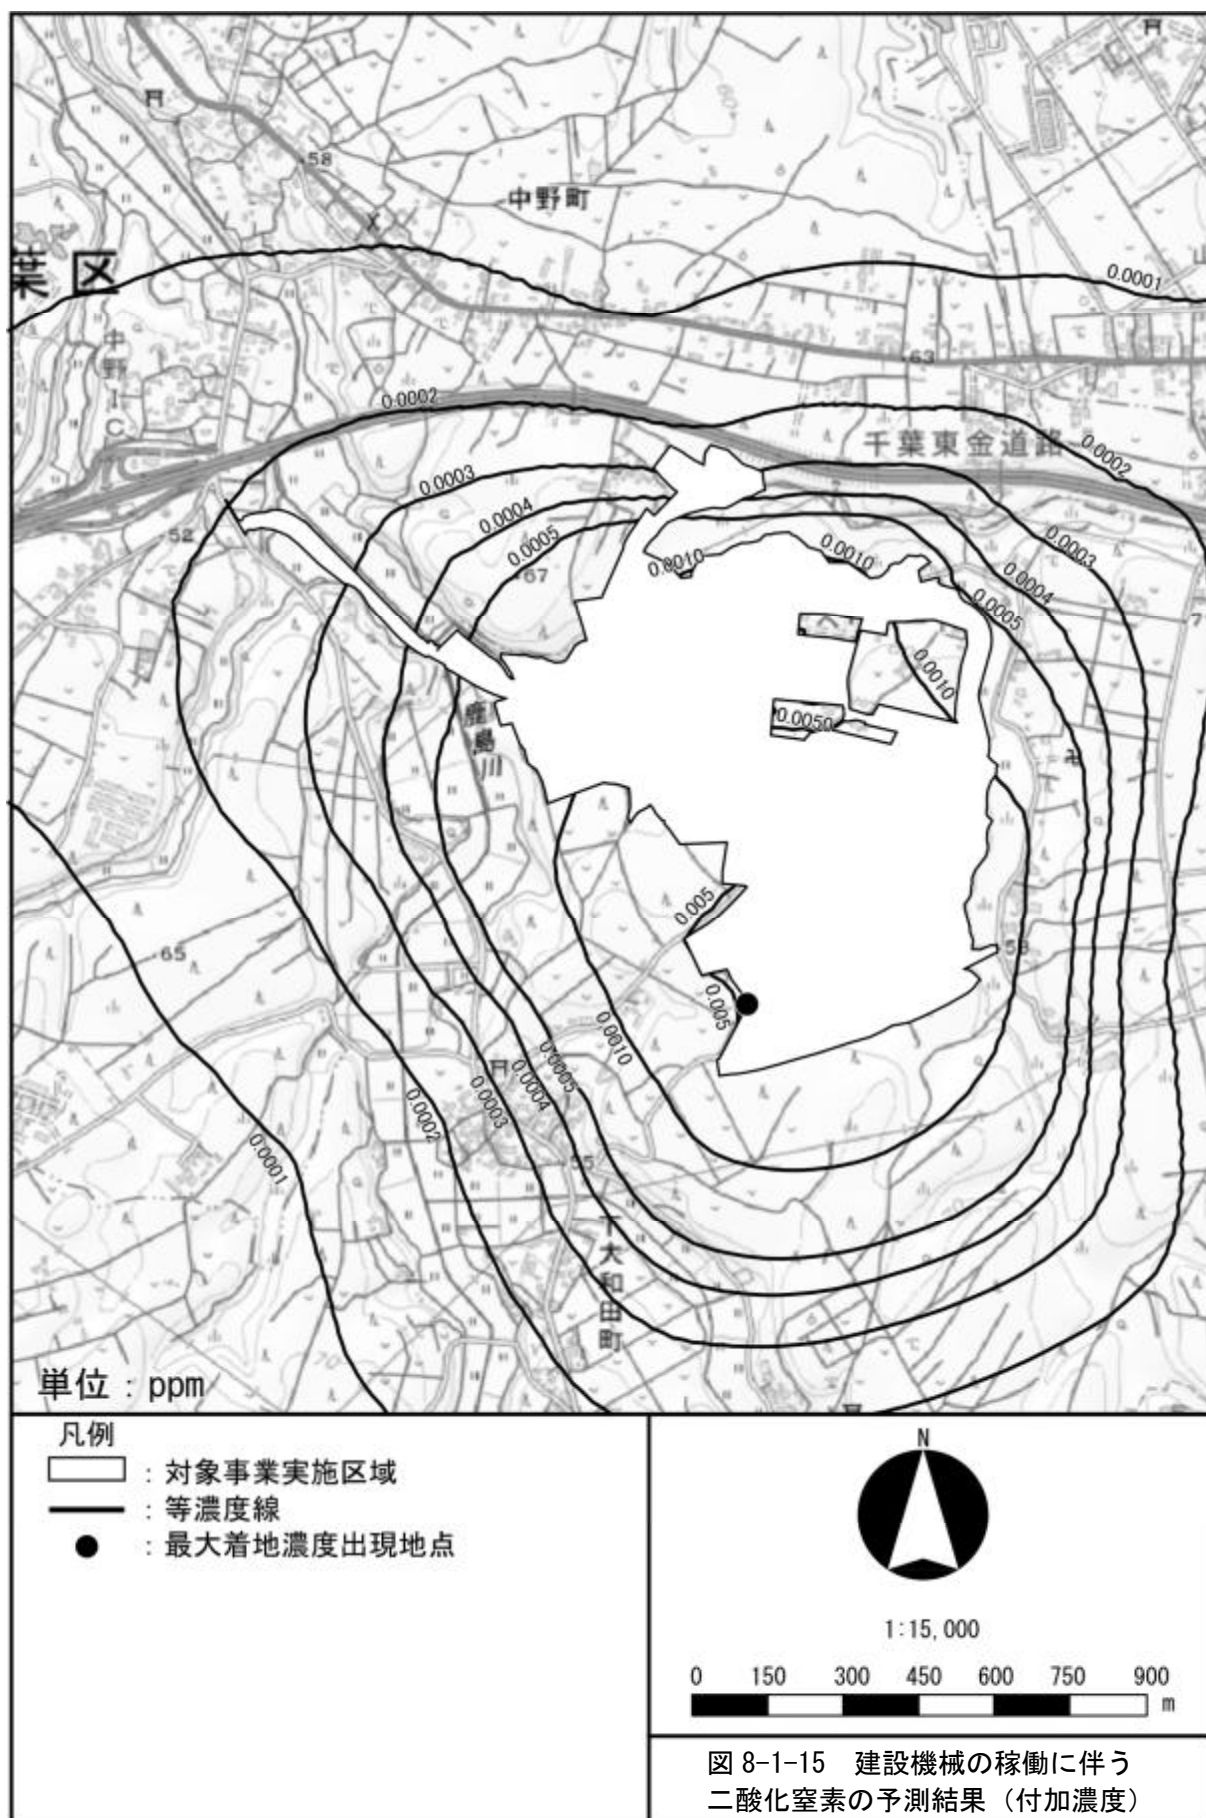 58
中野町
葉区
0.0001
中野IC
63
0.0002
千葉東金道路
0.0002
0.0003
0.0004
0.0005
52
67
0.0010
0.0010
0.0003
0.0004
0.0005
0.0010
0.0050
鹿島川
0.005
65
59
0.005
0.0010
0.0005
0.0004
0.0003
0.0002
0.0001
55
下大和田町
70
単位：ppm
凡例
：対象事業実施区域
：等濃度線
：最大着地濃度出現地点
N
1:15,000
0 150 300 450 600 750 900
m
図 8-1-15 建設機械の稼働に伴う
二酸化窒素の予測結果（付加濃度）